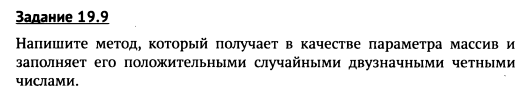 Задание 19.9
Напишите метод, который получает в качестве параметра массив и
заполняет его положительными случайными двузначными четными
числами.